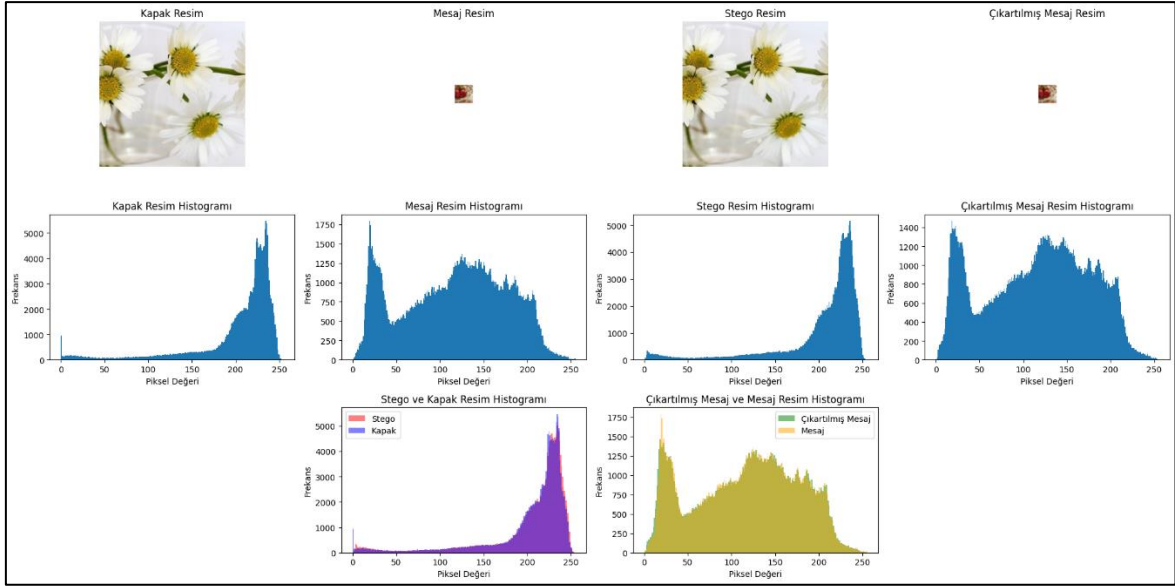 Kapak Resim
Mesaj Resim
Stego Resim
Çıkartılmış Mesaj Resim
Kapak Resim Histogramı
Frekans
5000
4000
3000
2000
1000
0
0 50 100 150 200 250
Piksel Değeri
Mesaj Resim Histogramı
Frekans
1750
1500
1250
1000
750
500
250
0
0 50 100 150 200 250
Piksel Değeri
Stego Resim Histogramı
Frekans
5000
4000
3000
2000
1000
0
0 50 100 150 200 250
Piksel Değeri
Çıkartılmış Mesaj Resim Histogramı
Frekans
1400
1200
1000
800
600
400
200
0
0 50 100 150 200 250
Piksel Değeri
Stego ve Kapak Resim Histogramı
Stego
Kapak
Frekans
5000
4000
3000
2000
1000
0
0 50 100 150 200 250
Piksel Değeri
Çıkartılmış Mesaj ve Mesaj Resim Histogramı
Çıkartılmış Mesaj
Mesaj
Frekans
1750
1500
1250
1000
750
500
250
0
0 50 100 150 200 250
Piksel Değeri